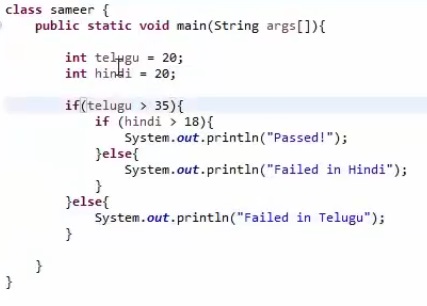 class sameer {
public static void main(String args[]){
int telugu = 20;
int hindi = 20;
if(telugu > 35){
if (hindi > 18){
System.out.println("Passed!");
}else{
System.out.println("Failed in Hindi");
}
}else{
System.out.println("Failed in Telugu");
}
}
}